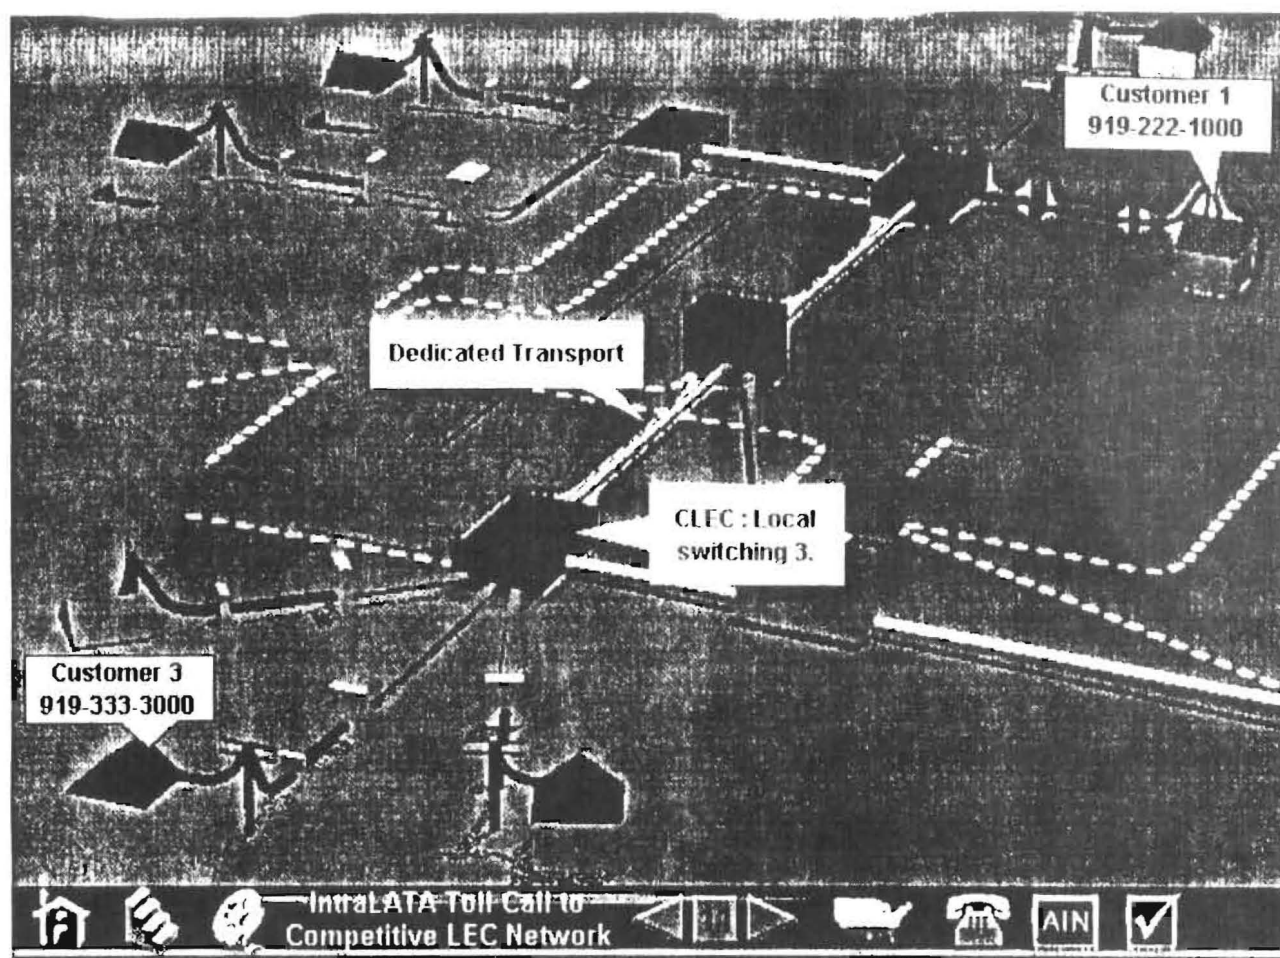 Customer 1
919-222-1000
Dedicated Transport
CLEC : Local
switching 3.
Customer 3
919-333-3000
IntraLATA Toll Call to
Competitive LEC Network
AIN